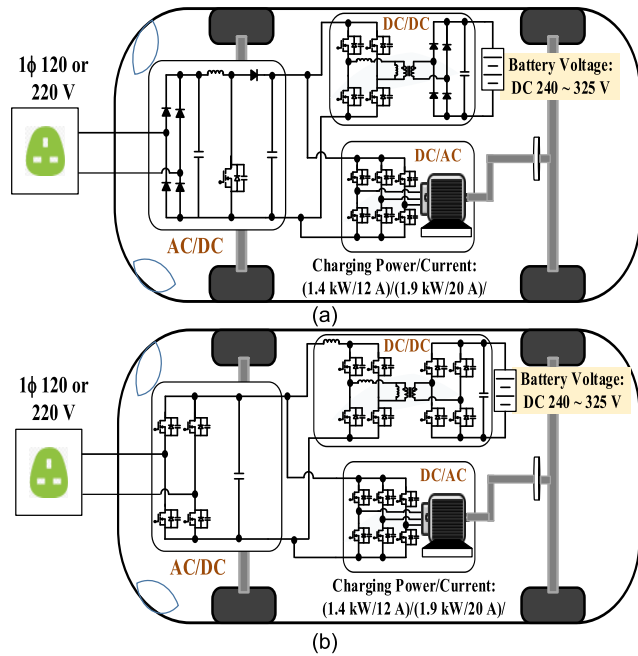 DC/DC
1ϕ 120 or
220 V
Battery Voltage:
DC 240 ~ 325 V
DC/AC
AC/DC
Charging Power/Current:
(1.4 kW/12 A)/(1.9 kW/20 A)/
(a)
DC/DC
1ϕ 120 or
220 V
Battery Voltage:
DC 240 ~ 325 V
DC/AC
AC/DC
Charging Power/Current:
(1.4 kW/12 A)/(1.9 kW/20 A)/
(b)